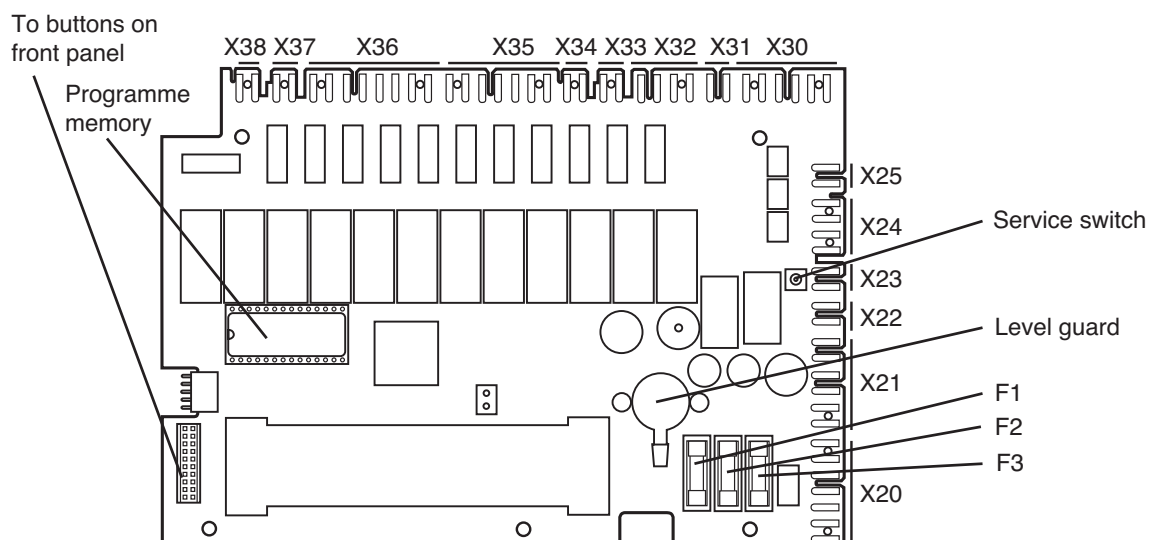 To buttons on
front panel
X38 X37 X36 X35 X34 X33 X32 X31 X30
Programme
memory
X25
X24
Service switch
X23
X22
Level guard
X21
F1
F2
F3
X20